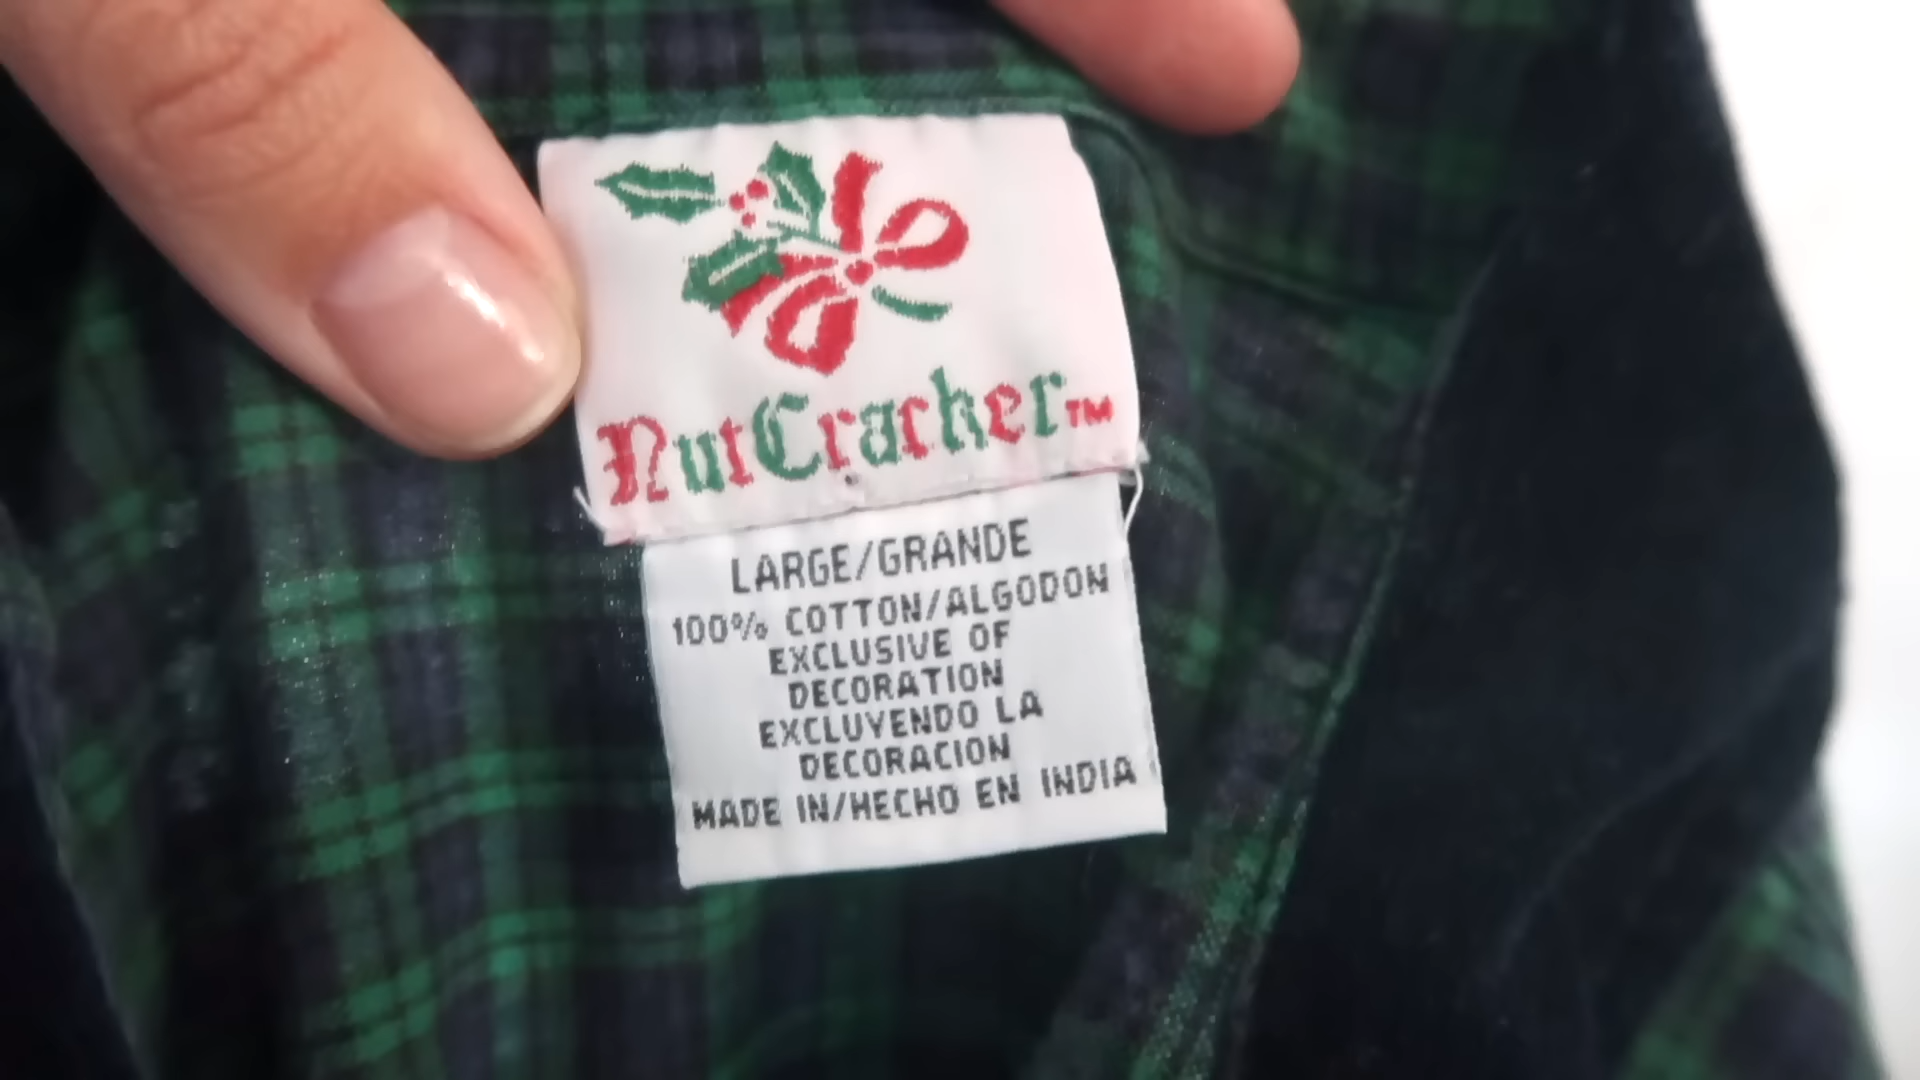 NutCracker™
LARGE/GRANDE
100% COTTON/ALGODON
EXCLUSIVE OF
DECORATION
EXCLUYENDO LA
DECORACION
MADE IN/HECHO EN INDIA